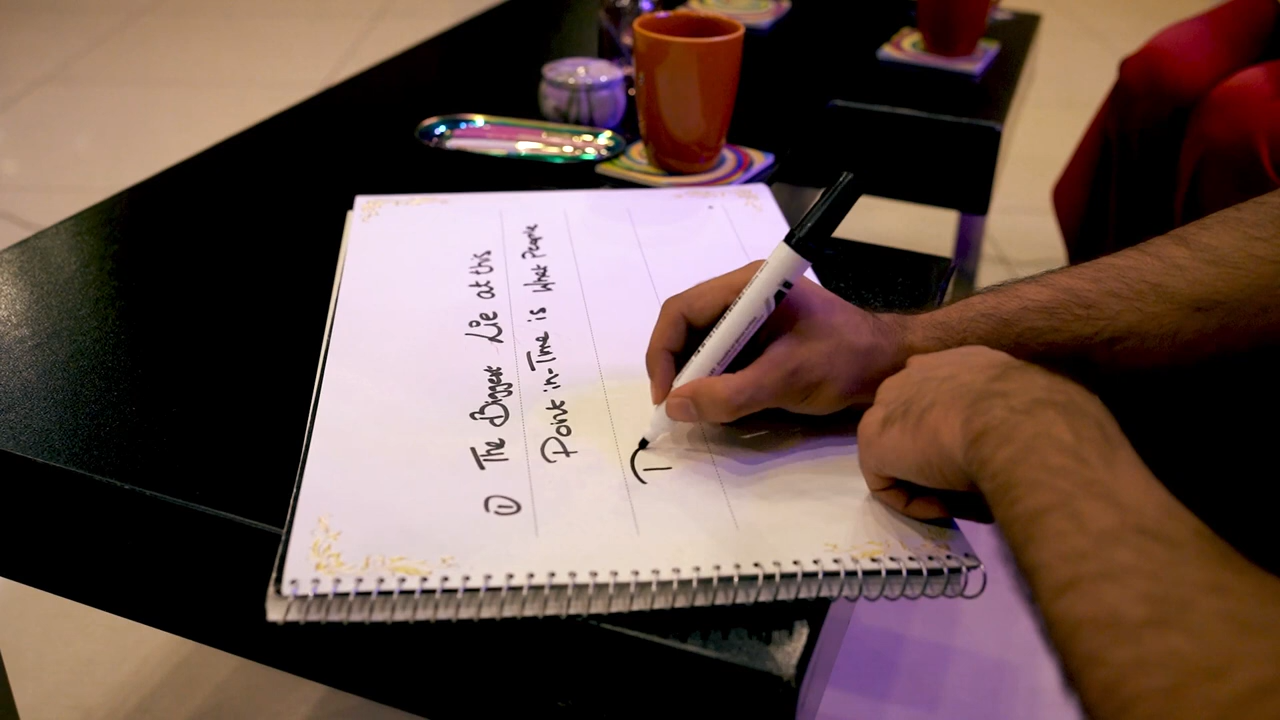 ① The Biggest Lie at this
Point in-Time is What People